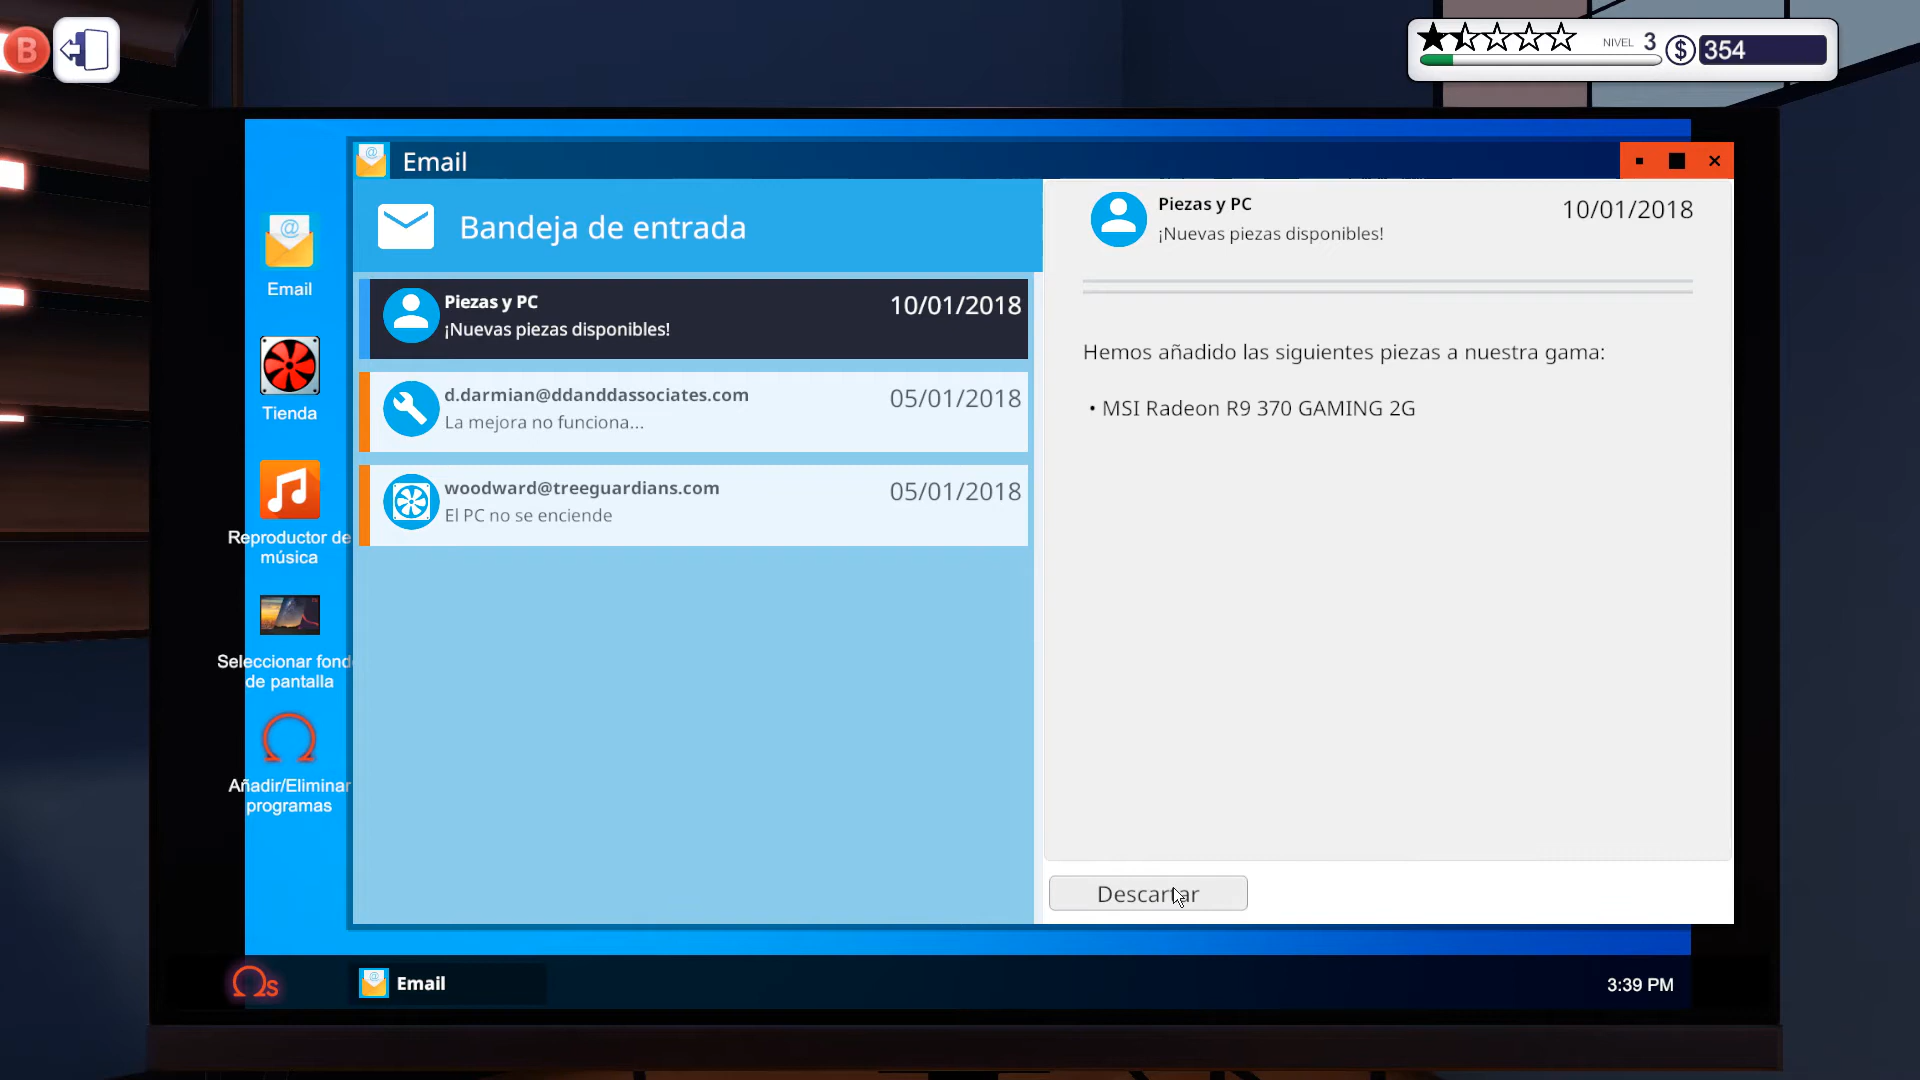 B
NIVEL 3
$ 354
Email
Bandeja de entrada
Piezas y PC
10/01/2018
¡Nuevas piezas disponibles!
d.darmian@ddanddassociates.com
05/01/2018
La mejora no funciona...
woodward@treeguardians.com
05/01/2018
El PC no se enciende
Piezas y PC
10/01/2018
¡Nuevas piezas disponibles!
Hemos añadido las siguientes piezas a nuestra gama:
• MSI Radeon R9 370 GAMING 2G
Descartar
Email
Tienda
Reproductor de
música
Seleccionar fondo
de pantalla
Añadir/Eliminar
programas
Ωs
Email
3:39 PM